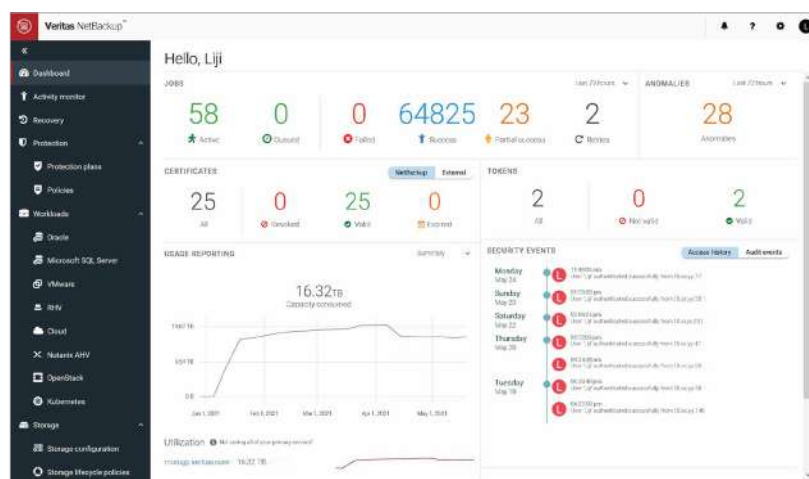 Veritas NetBackup™
Hello, Liji
Dashboard
Activity monitor
Recovery
Protection
Protection plans
Policies
Workloads
Oracle
Microsoft SQL Server
VMware
RHV
Cloud
Nutanix AHV
OpenStack
Kubernetes
Storage
Storage configuration
Storage lifecycle policies
JOBS
Last 72 hours
58
Active
0
Queued
0
Failed
64825
Success
23
Partial success
2
Retries
ANOMALIES
Last 72 hours
28
Anomalies
CERTIFICATES
NetBackup External
25
All
0
Revoked
25
Valid
0
Expired
TOKENS
2
All
0
Not valid
2
Valid
USAGE REPORTING
Summary
16.32 TB
Capacity consumed
0 B
Jan 1, 2021 Feb 1, 2021 Mar 1, 2021 Apr 1, 2021 May 1, 2021
Utilization
16.32 TB
SECURITY EVENTS
Access history Audit events
Monday
May 24
Sunday
May 23
Saturday
May 22
Thursday
May 20
Tuesday
May 18